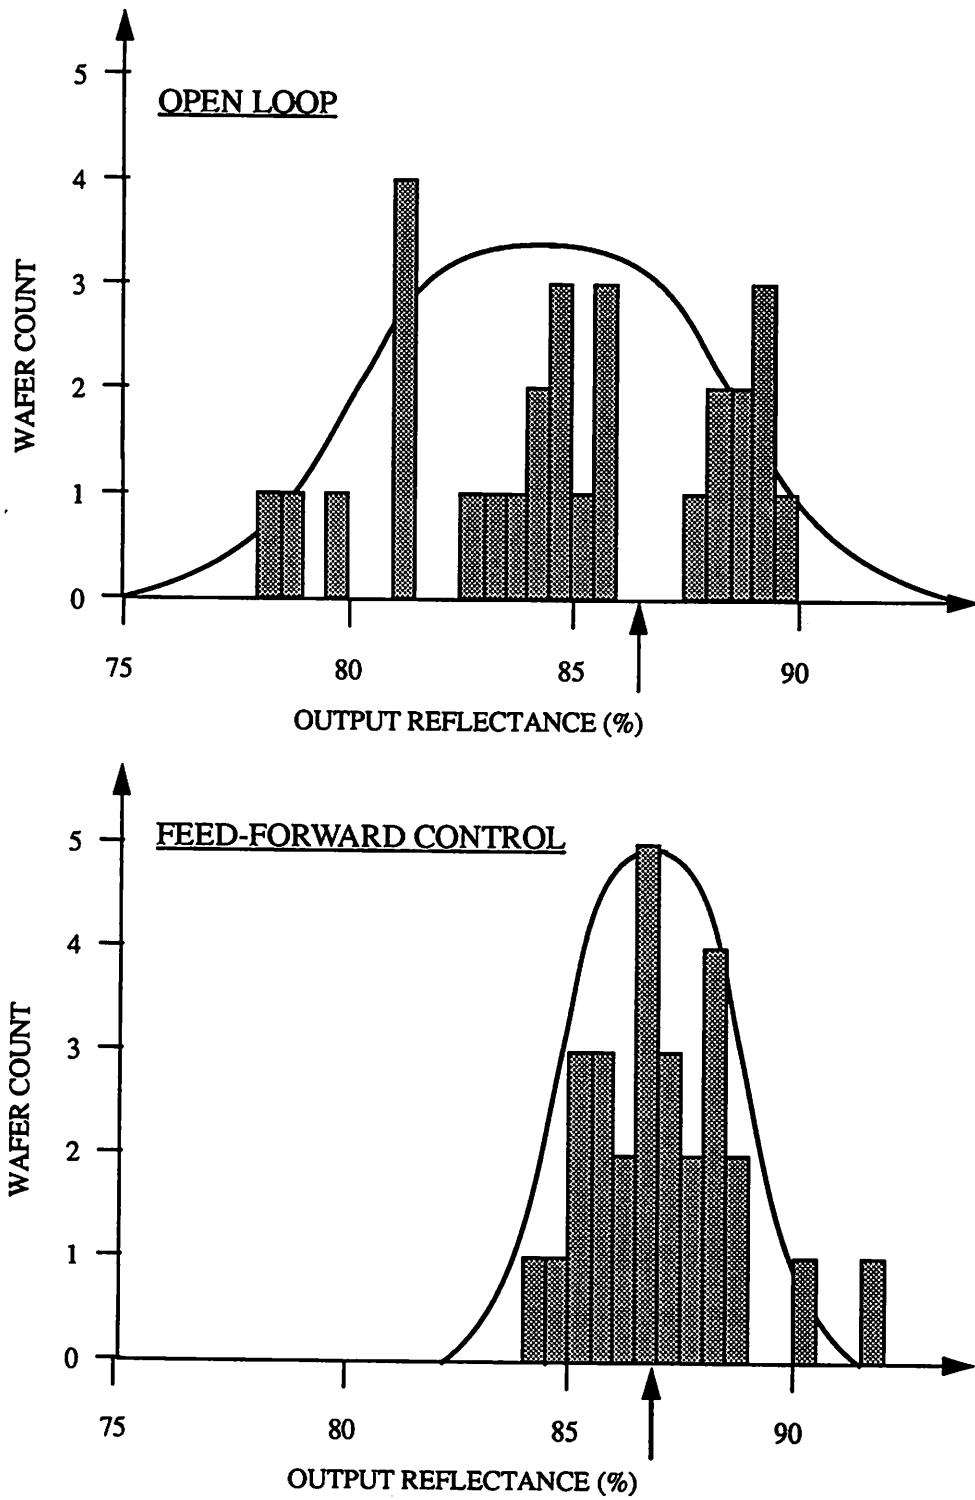 5
OPEN LOOP
4
3
2
1
0
WAFER COUNT
75 80 85 90
OUTPUT REFLECTANCE (%)
5
FEED-FORWARD CONTROL
4
3
2
1
0
WAFER COUNT
75 80 85 90
OUTPUT REFLECTANCE (%)